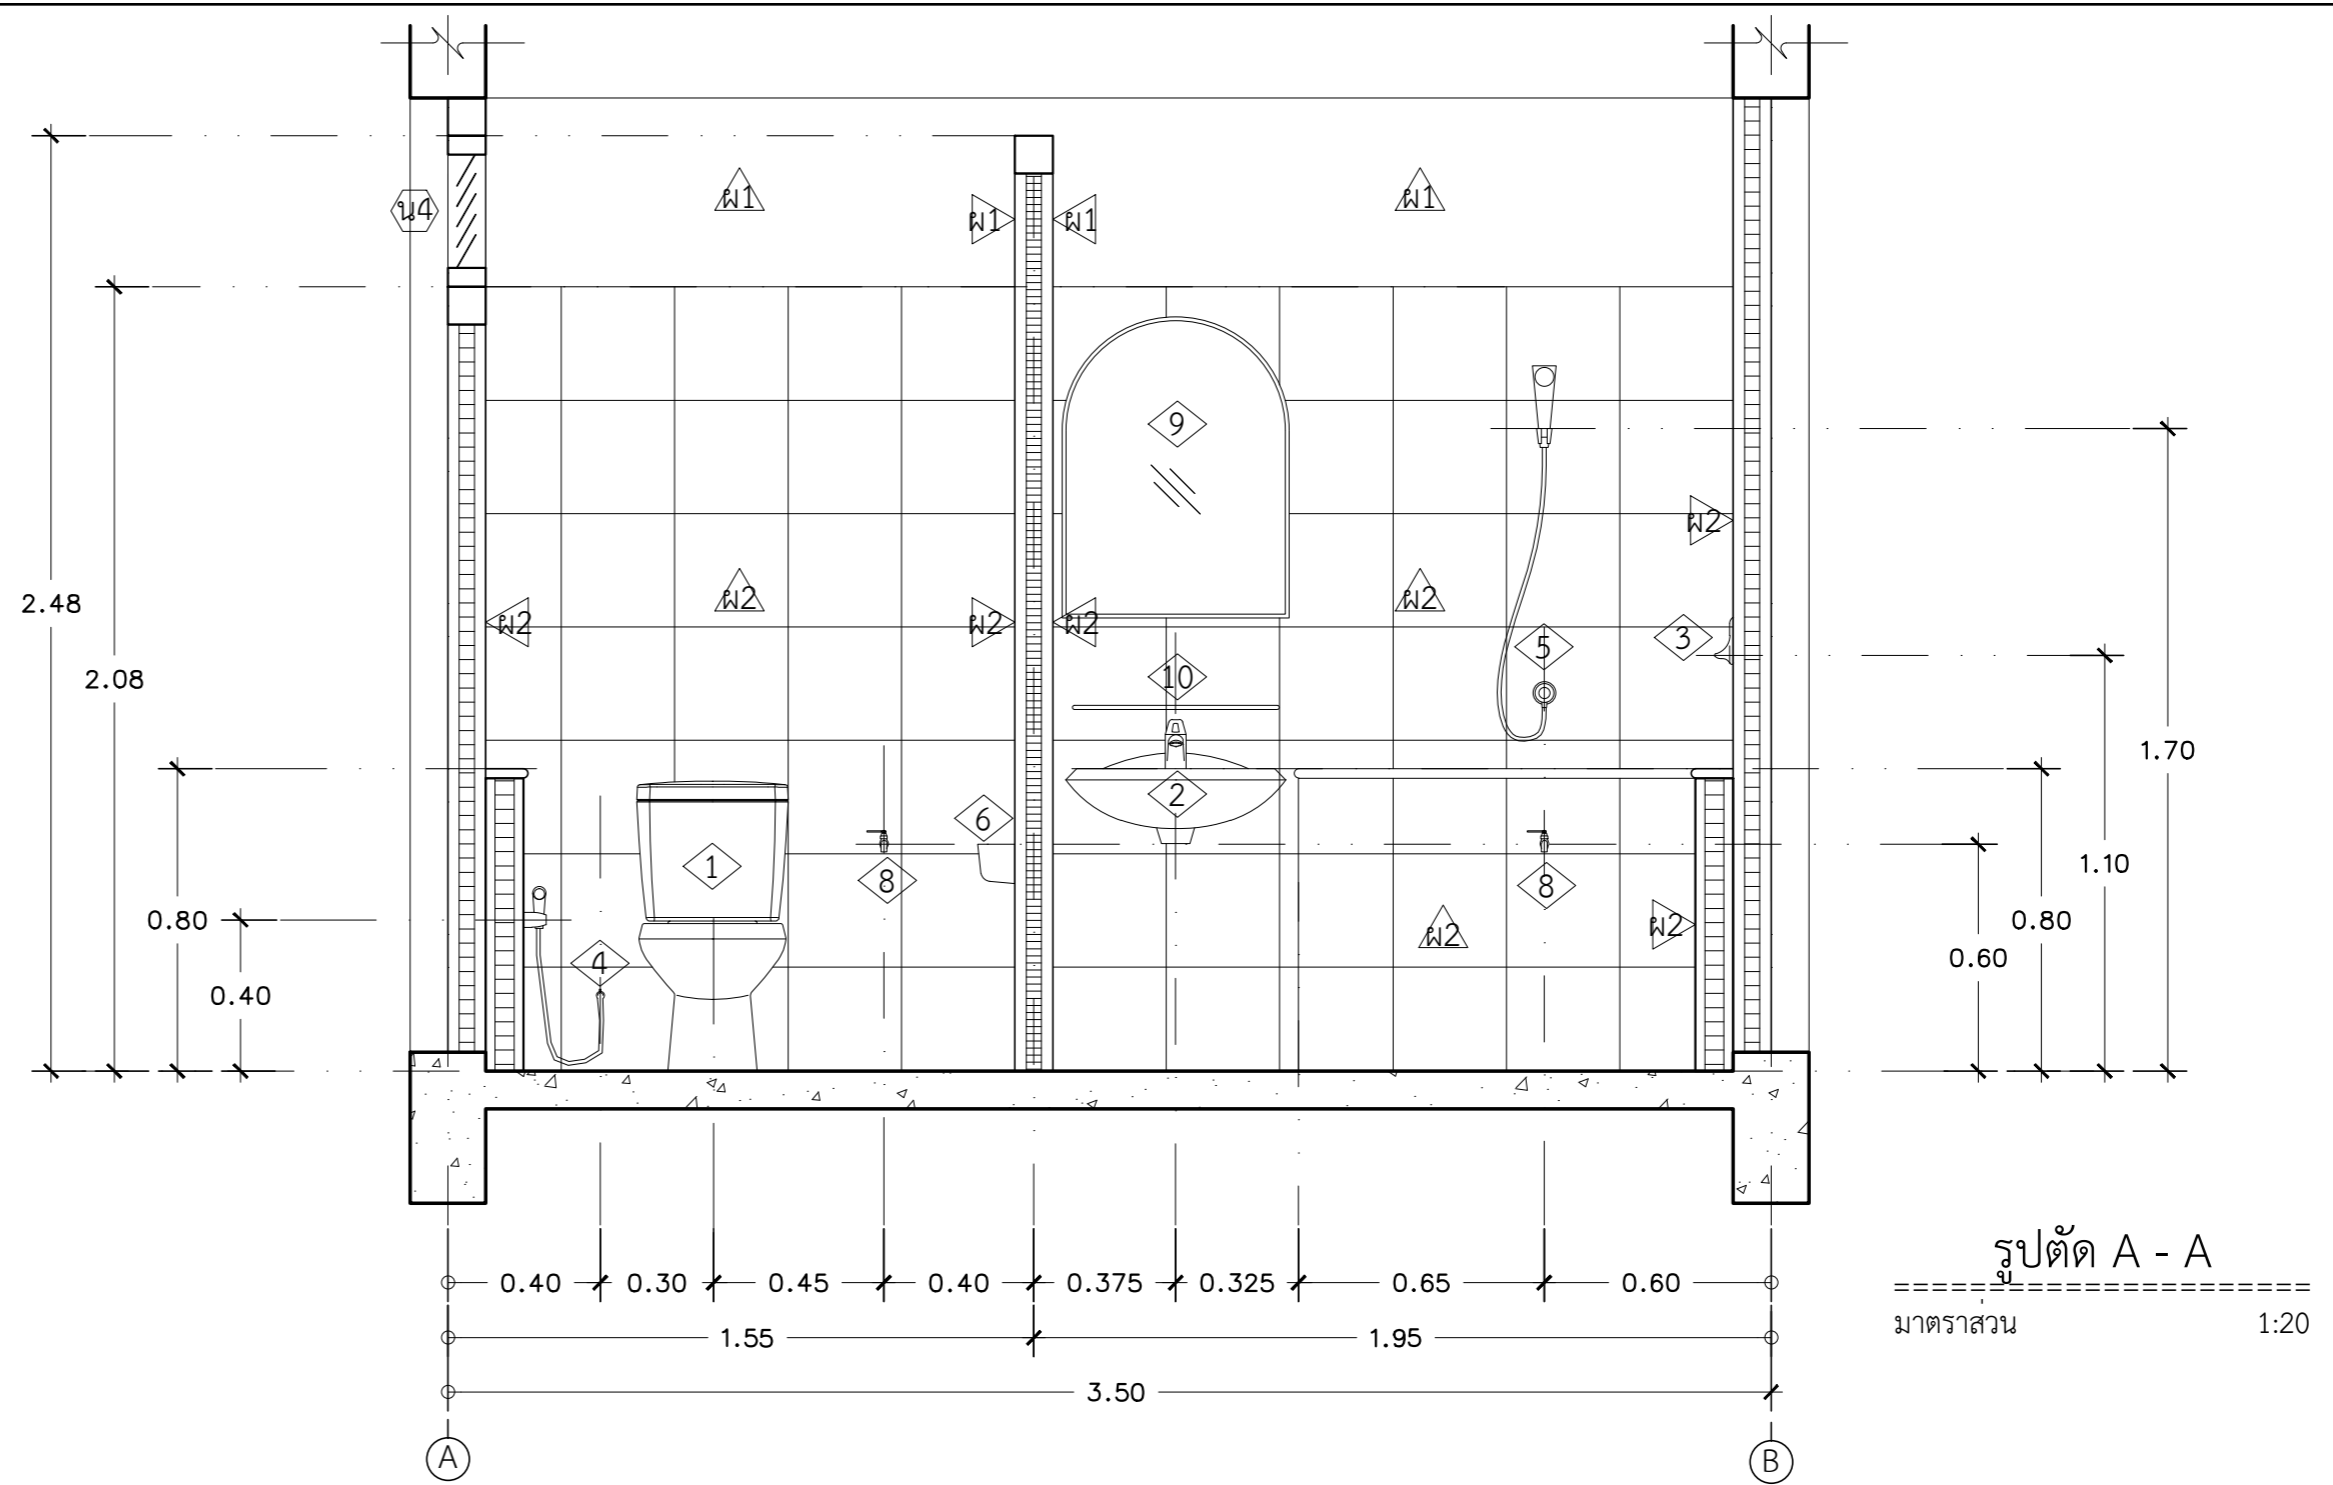 ผ1
ผ1
น4
ผ1
ผ1
9
ผ2
2.48
ผ2
ผ2
ผ2
ผ2
ผ2
3
5
2.08
10
1.70
2
6
1.10
1
8
8
0.80
0.80
ผ2
ผ2
0.60
4
0.40
รูปตัด A - A
====================
0.40
0.30
0.45
0.40
0.375
0.325
0.65
0.60
มาตราส่วน 1:20
1.55
1.95
3.50
A
B